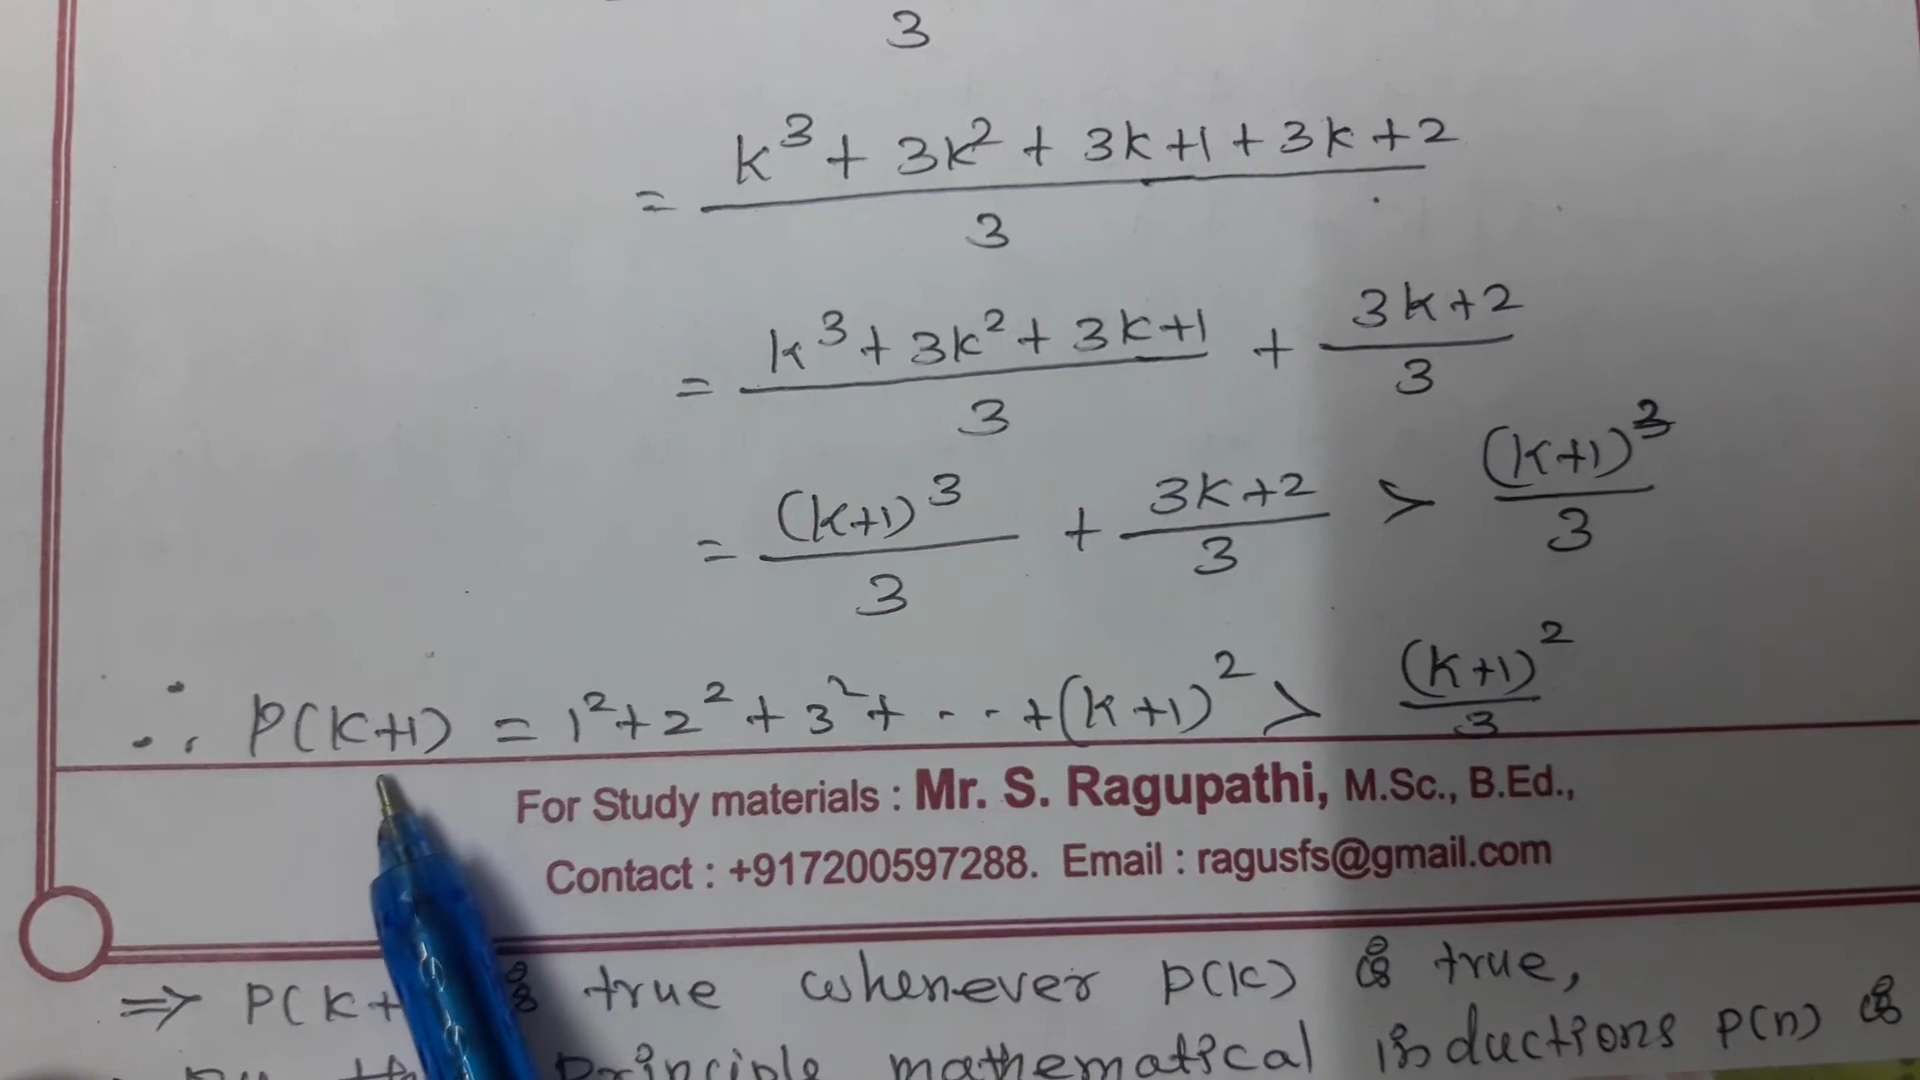 3
= (k³ + 3k² + 3k+1 + 3k+2) / 3
= (k³ + 3k² + 3k+1) / 3 + (3k+2) / 3
= (k+1)³ / 3 + (3k+2) / 3 > (k+1)³ / 3
∴ P(k+1) = 1² + 2² + 3² + - - + (k+1)² > (k+1)² / 3
For Study materials : Mr. S. Ragupathi, M.Sc., B.Ed.,
Contact : +917200597288. Email : ragusfs@gmail.com
⇒ P(k+ is true whenever P(k) is true,
principle mathematical inductions P(n) is